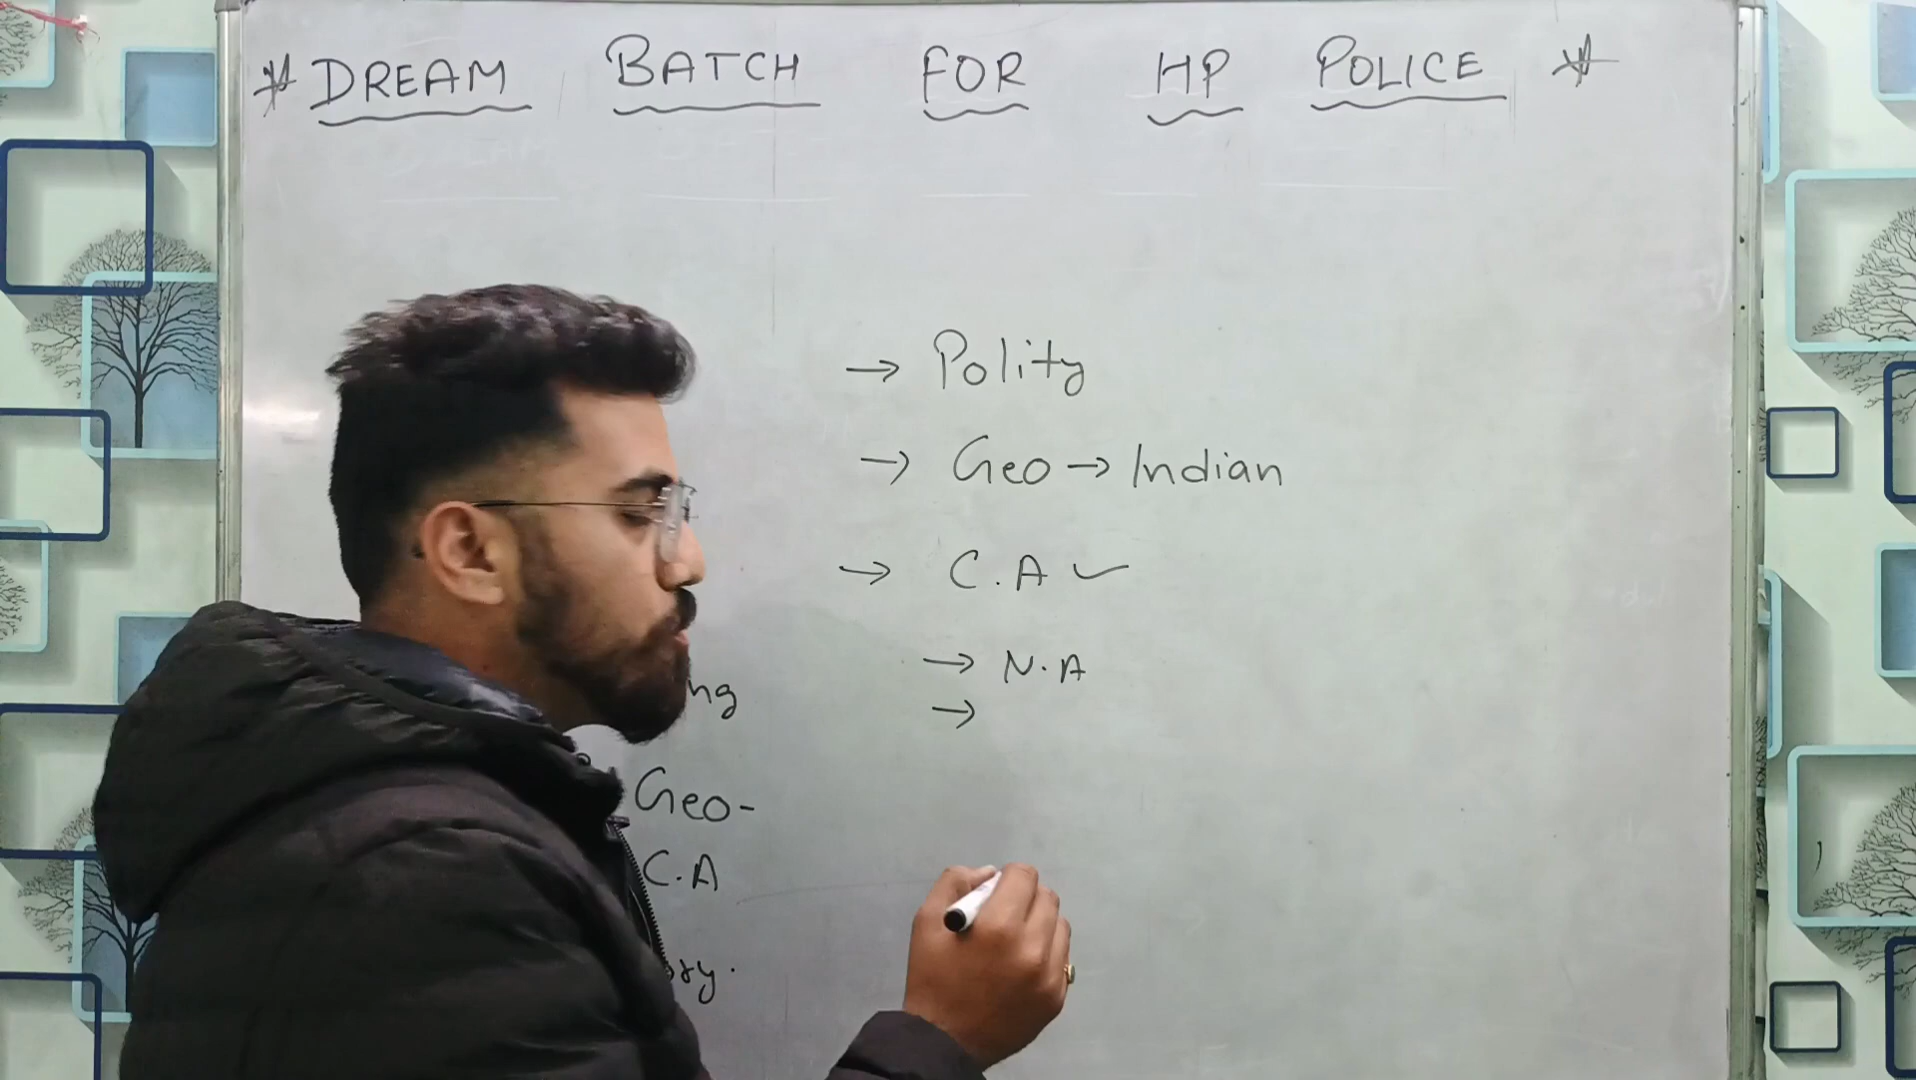 * DREAM BATCH FOR HP POLICE *
→ Polity
→ Geo → Indian
→ C.A ✓
→ N.A
→
Geo-
C.A